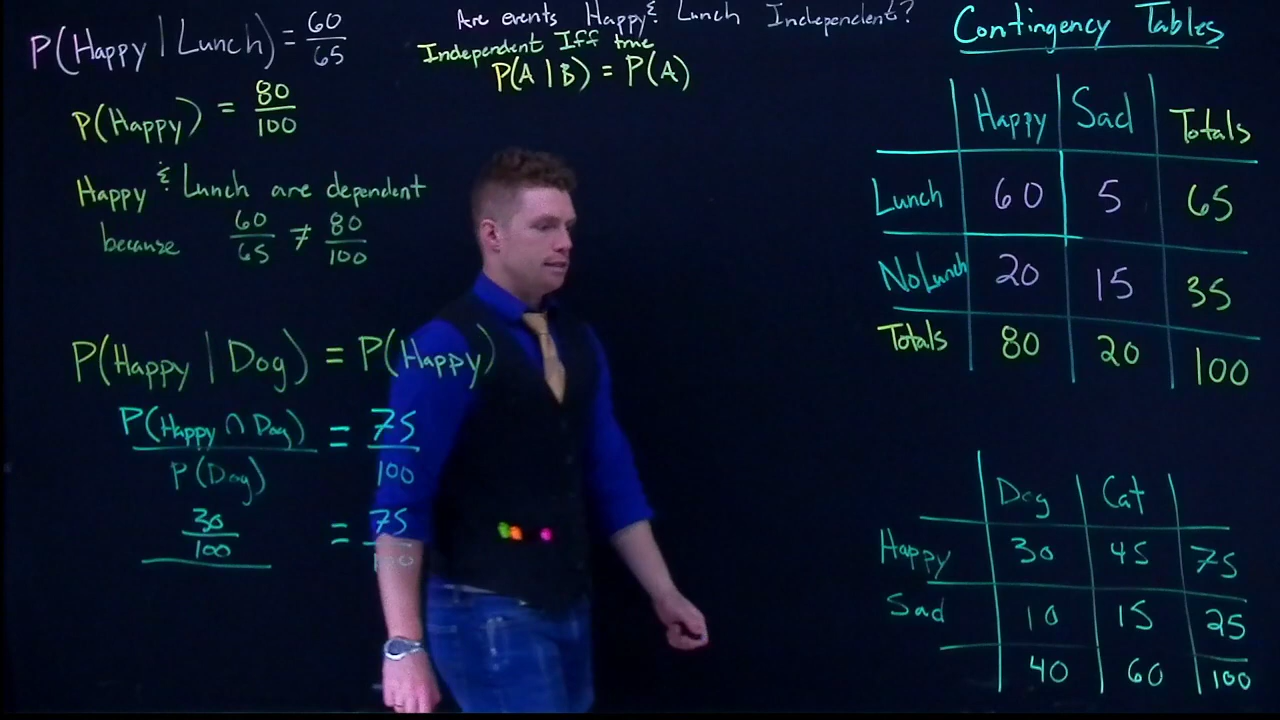 P(Happy | Lunch) = 60/65
P(Happy) = 80/100
Happy & Lunch are dependent
because 60/65 ≠ 80/100
P(Happy | Dog) = P(Happy)
P(Happy ∩ Dog)/P(Dog) = 75/100
30/100 = 75/100
Are events Happy & Lunch Independent?
Independent Iff true
P(A | B) = P(A)
Contingency Tables
Happy Sad Totals
Lunch 60 5 65
No Lunch 20 15 35
Totals 80 20 100
Dog Cat
Happy 30 45 75
Sad 10 15 25
40 60 100